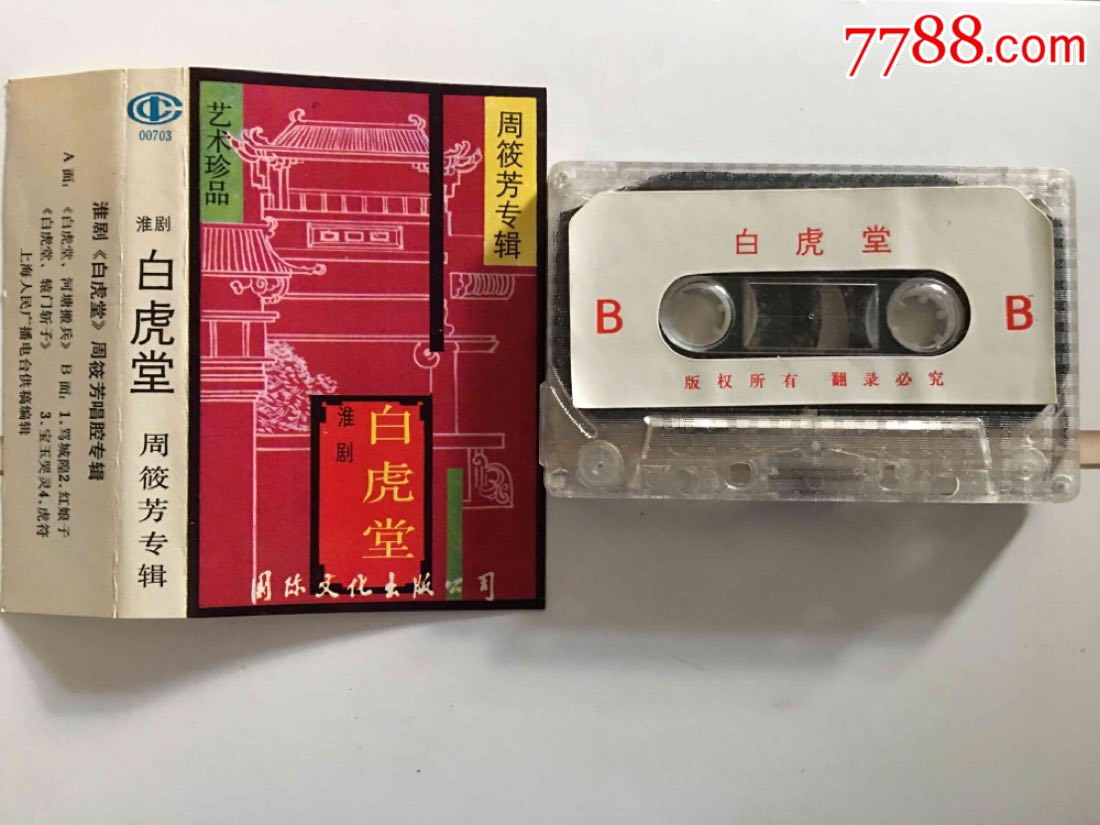 7788.com
00703
淮剧
白虎堂
周筱芳专辑
淮剧《白虎堂》周筱芳唱腔专辑
A面：《白虎堂、河塘搬兵》
《白虎堂、辕门斩子》
B面：1.骂城隍2.红娘子
3.宝玉哭灵4.虎符
上海人民广播电台供稿编辑
艺术珍品
周筱芳专辑
淮剧
白虎堂
国际文化出版公司
白虎堂
B
B
版权所有 翻录必究